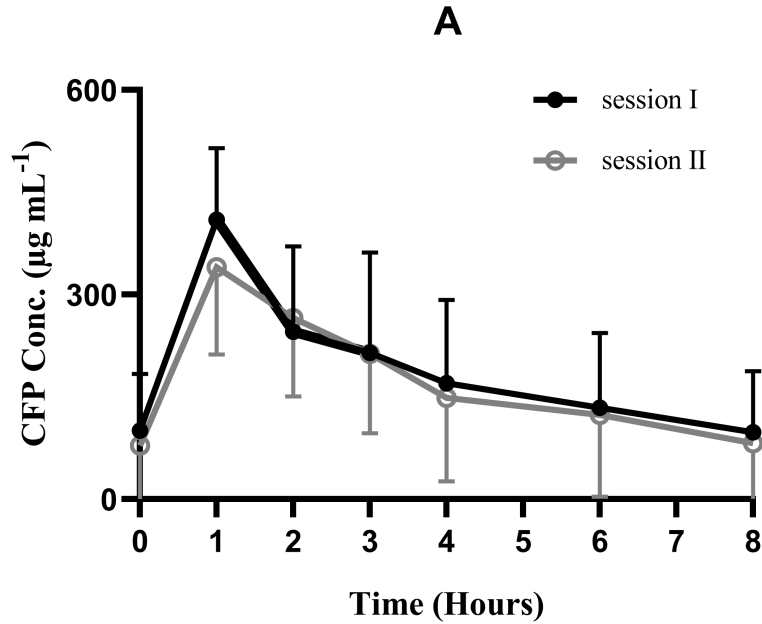 A
CFP Conc. (µg mL⁻¹)
600
300
0
session I
session II
0 1 2 3 4 5 6 7 8
Time (Hours)